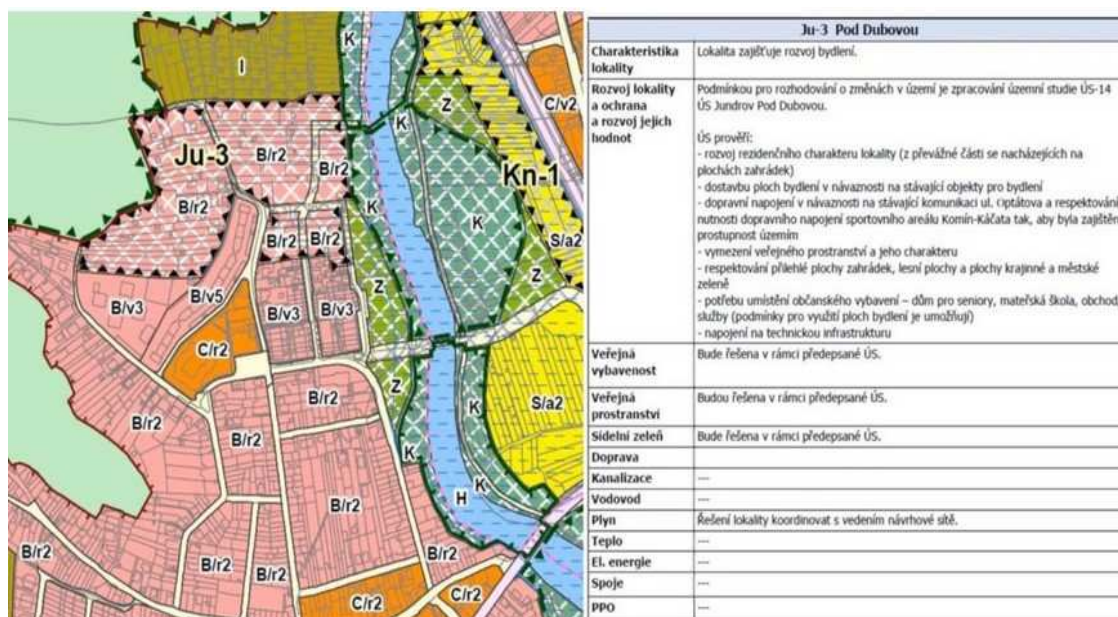 I
K
K
C/v2
Z
K
Ju-3
B/r2
B/r2
Kn-1
B/r2
K
K
S/a2
B/r2
B/r2
Z
B/v3
B/v5
Z
B/v3
B/v3
C/r2
Z
S/a2
B/r2
B/r2
B/r2
K
K
H
K
B/r2
B/r2
B/r2
B/r2
B/r2
C/r2
C/r2
Ju-3 Pod Dubovou
Charakteristika
lokality
Lokalita zajišťuje rozvoj bydlení.
Rozvoj lokality
a ochrana
a rozvoj jejích
hodnot
Podmínkou pro rozhodování o změnách v území je zpracování územní studie ÚS-14
ÚS Jundrov Pod Dubovou.
ÚS prověří:
- rozvoj rezidenčního charakteru lokality (z převážné části se nacházejících na
plochách zahrádek)
- dostavbu ploch bydlení v návaznosti na stávající objekty pro bydlení
- dopravní napojení v návaznosti na stávající komunikaci ul. Optátova a respektování
nutnosti dopravního napojení sportovního areálu Komín-Káčata tak, aby byla zajištěn
prostupnost územím
- vymezení veřejného prostranství a jeho charakteru
- respektování přilehlé plochy zahrádek, lesní plochy a plochy krajinné a městské
zeleně
- potřebu umístění občanského vybavení – dům pro seniory, mateřská škola, obchod,
služby (podmínky pro využití ploch bydlení je umožňují)
- napojení na technickou infrastrukturu
Veřejná
vybavenost
Bude řešena v rámci předepsané ÚS.
Veřejná
prostranství
Budou řešena v rámci předepsané ÚS.
Sídelní zeleň
Bude řešena v rámci předepsané ÚS.
Doprava
Kanalizace
---
Vodovod
---
Plyn
Řešení lokality koordinovat s vedením návrhové sítě.
Teplo
---
El. energie
---
Spoje
---
PPO
---